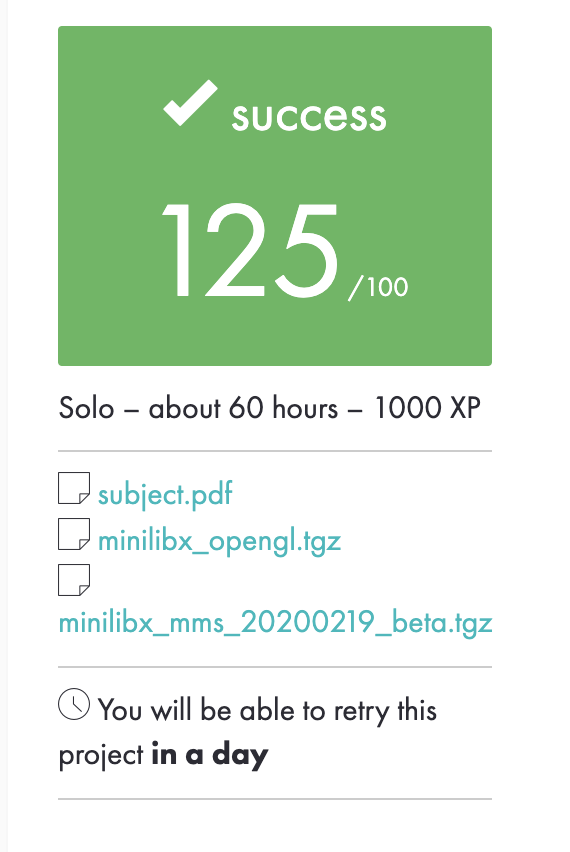 success
125 /100
Solo – about 60 hours – 1000 XP
subject.pdf
minilibx_opengl.tgz
minilibx_mms_20200219_beta.tgz
You will be able to retry this
project in a day